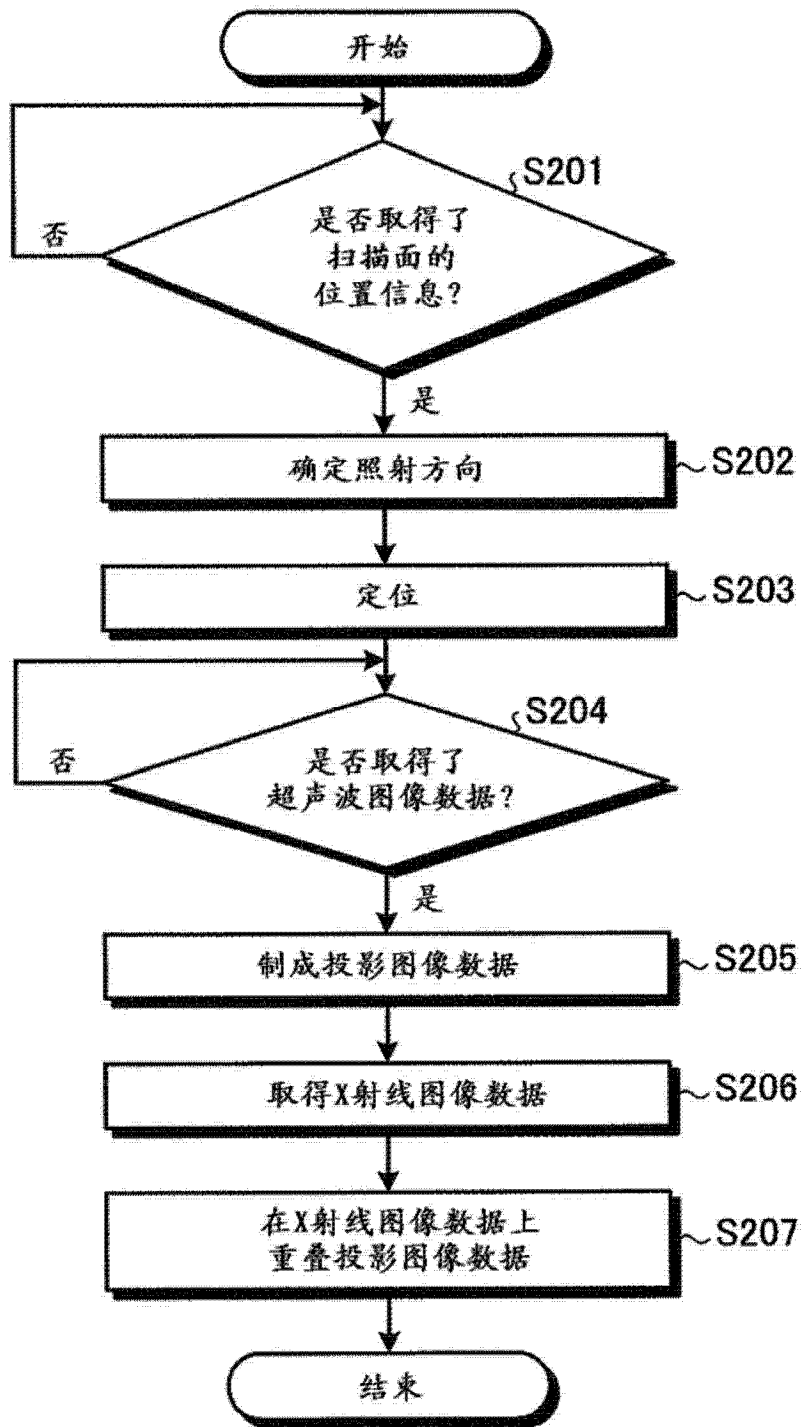 开始
S201
是否取得了
扫描面的
位置信息?
否
是
确定照射方向
S202
定位
S203
S204
是否取得了
超声波图像数据?
否
是
制成投影图像数据
S205
取得X射线图像数据
S206
在X射线图像数据上
重叠投影图像数据
S207
结束